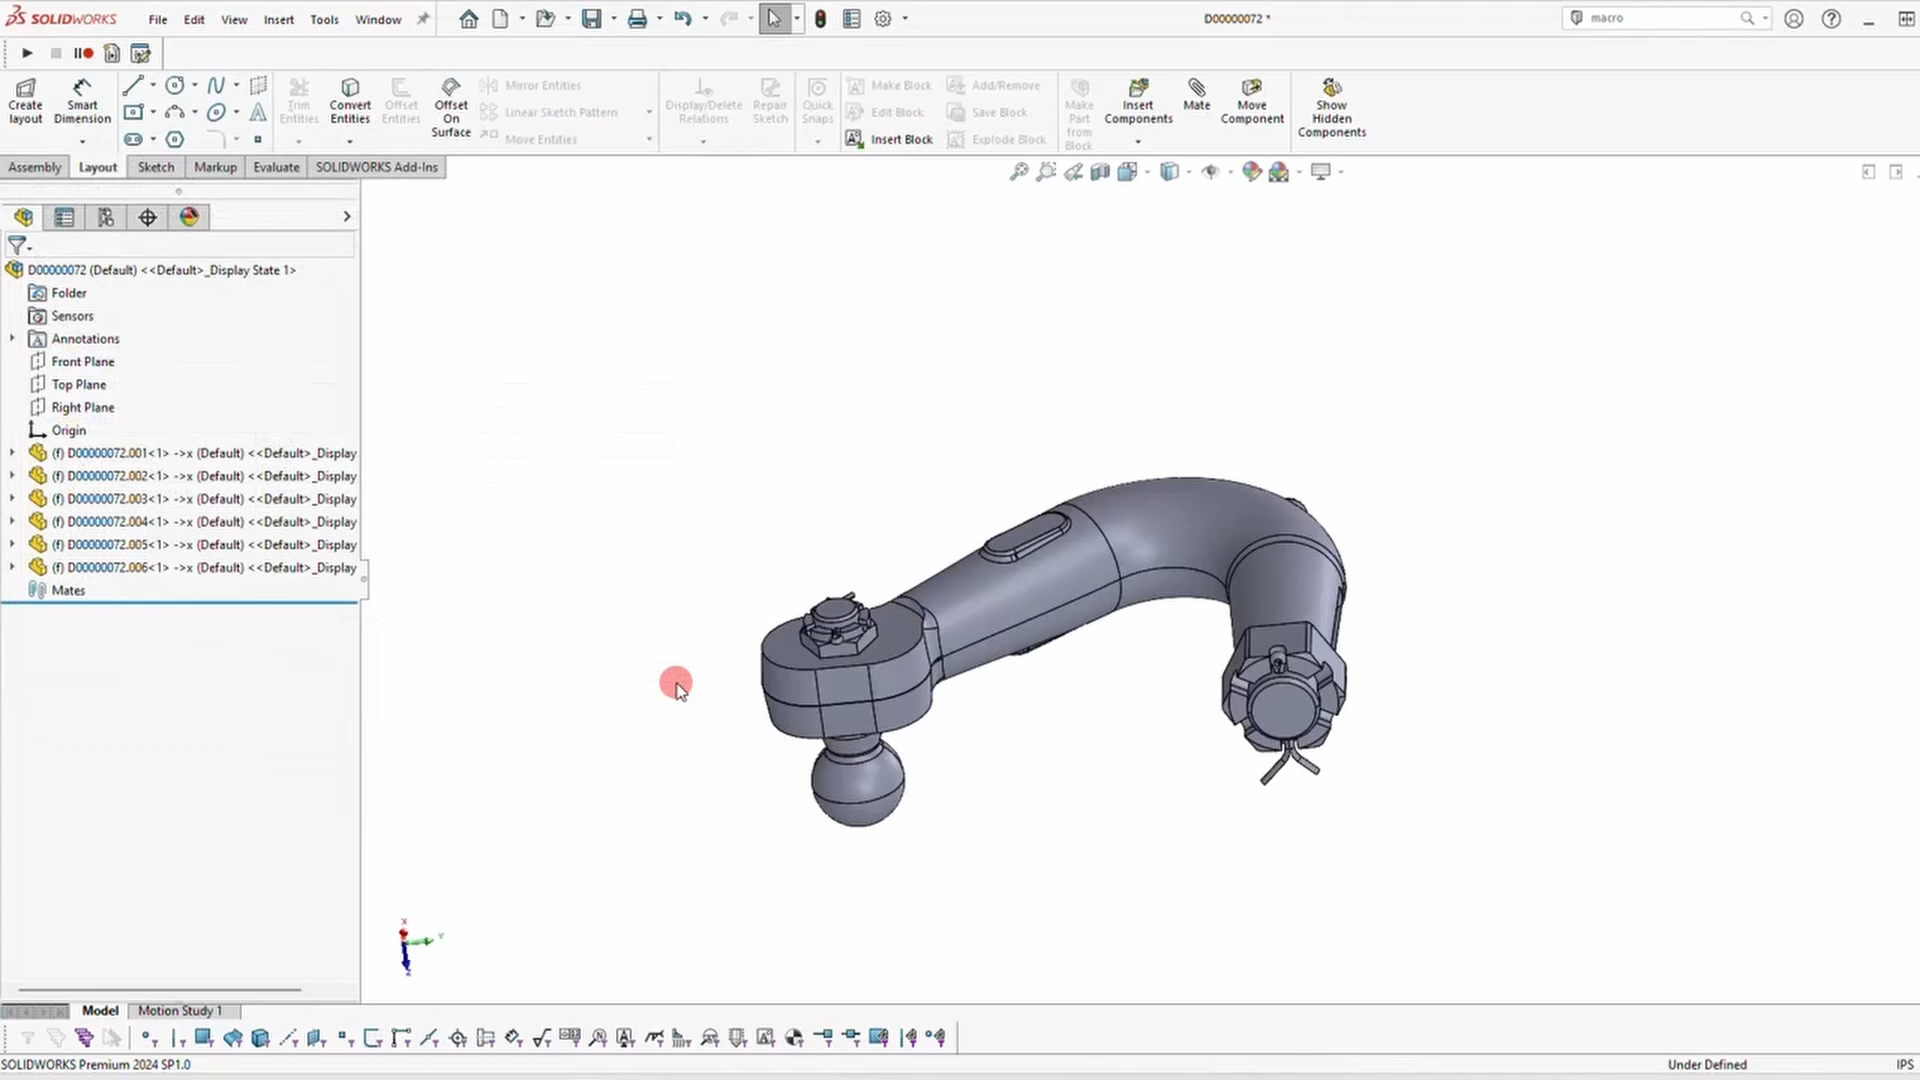 SOLIDWORKS File Edit View Insert Tools Window D00000072 * macro
Create layout
Smart Dimension
Trim Entities
Convert Entities
Offset Entities
Offset On Surface
Mirror Entities
Linear Sketch Pattern
Move Entities
Display/Delete Relations
Repair Sketch
Quick Snaps
Make Block
Edit Block
Insert Block
Add/Remove
Save Block
Explode Block
Make Part from Block
Insert Components
Mate
Move Component
Show Hidden Components
Assembly Layout Sketch Markup Evaluate SOLIDWORKS Add-Ins
D00000072 (Default) <<Default>_Display State 1>
Folder
Sensors
Annotations
Front Plane
Top Plane
Right Plane
Origin
(f) D00000072.001<1> ->x (Default) <<Default>_Display
(f) D00000072.002<1> ->x (Default) <<Default>_Display
(f) D00000072.003<1> ->x (Default) <<Default>_Display
(f) D00000072.004<1> ->x (Default) <<Default>_Display
(f) D00000072.005<1> ->x (Default) <<Default>_Display
(f) D00000072.006<1> ->x (Default) <<Default>_Display
Mates
X
Y
Z
Model Motion Study 1
SOLIDWORKS Premium 2024 SP1.0 Under Defined IPS